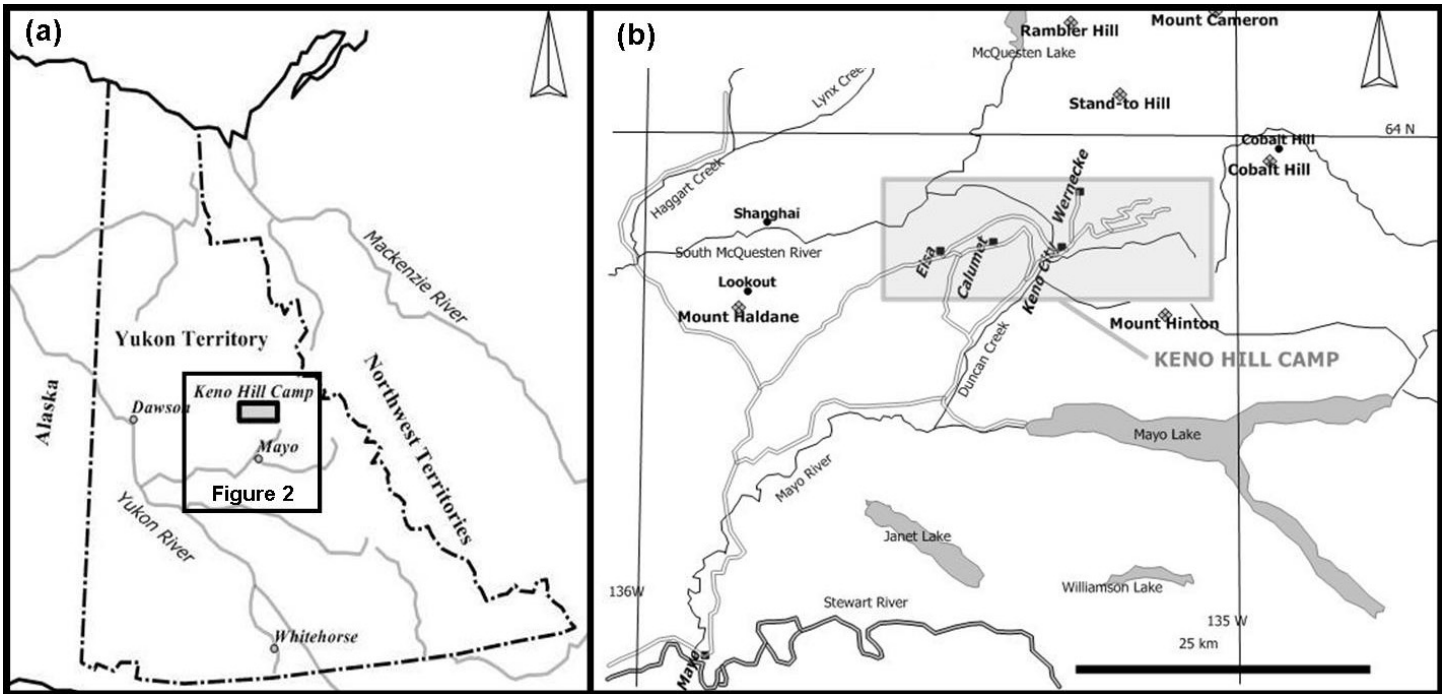 (a)
Mackenzie River
Yukon Territory
Northwest Territories
Alaska
Keno Hill Camp
Dawson
Mayo
Figure 2
Yukon River
Whitehorse
(b)
Rambler Hill
Mount Cameron
McQuesten Lake
Lynx Creek
Stand-to Hill
64 N
Cobalt Hill
Cobalt Hill
Haggart Creek
Wernecke
Shanghai
South McQuesten River
Elsa
Calumet
Keno City
Lookout
Mount Haldane
Mount Hinton
Duncan Creek
KENO HILL CAMP
Mayo Lake
Mayo River
Janet Lake
136W
Williamson Lake
Stewart River
135 W
25 km
Mayo